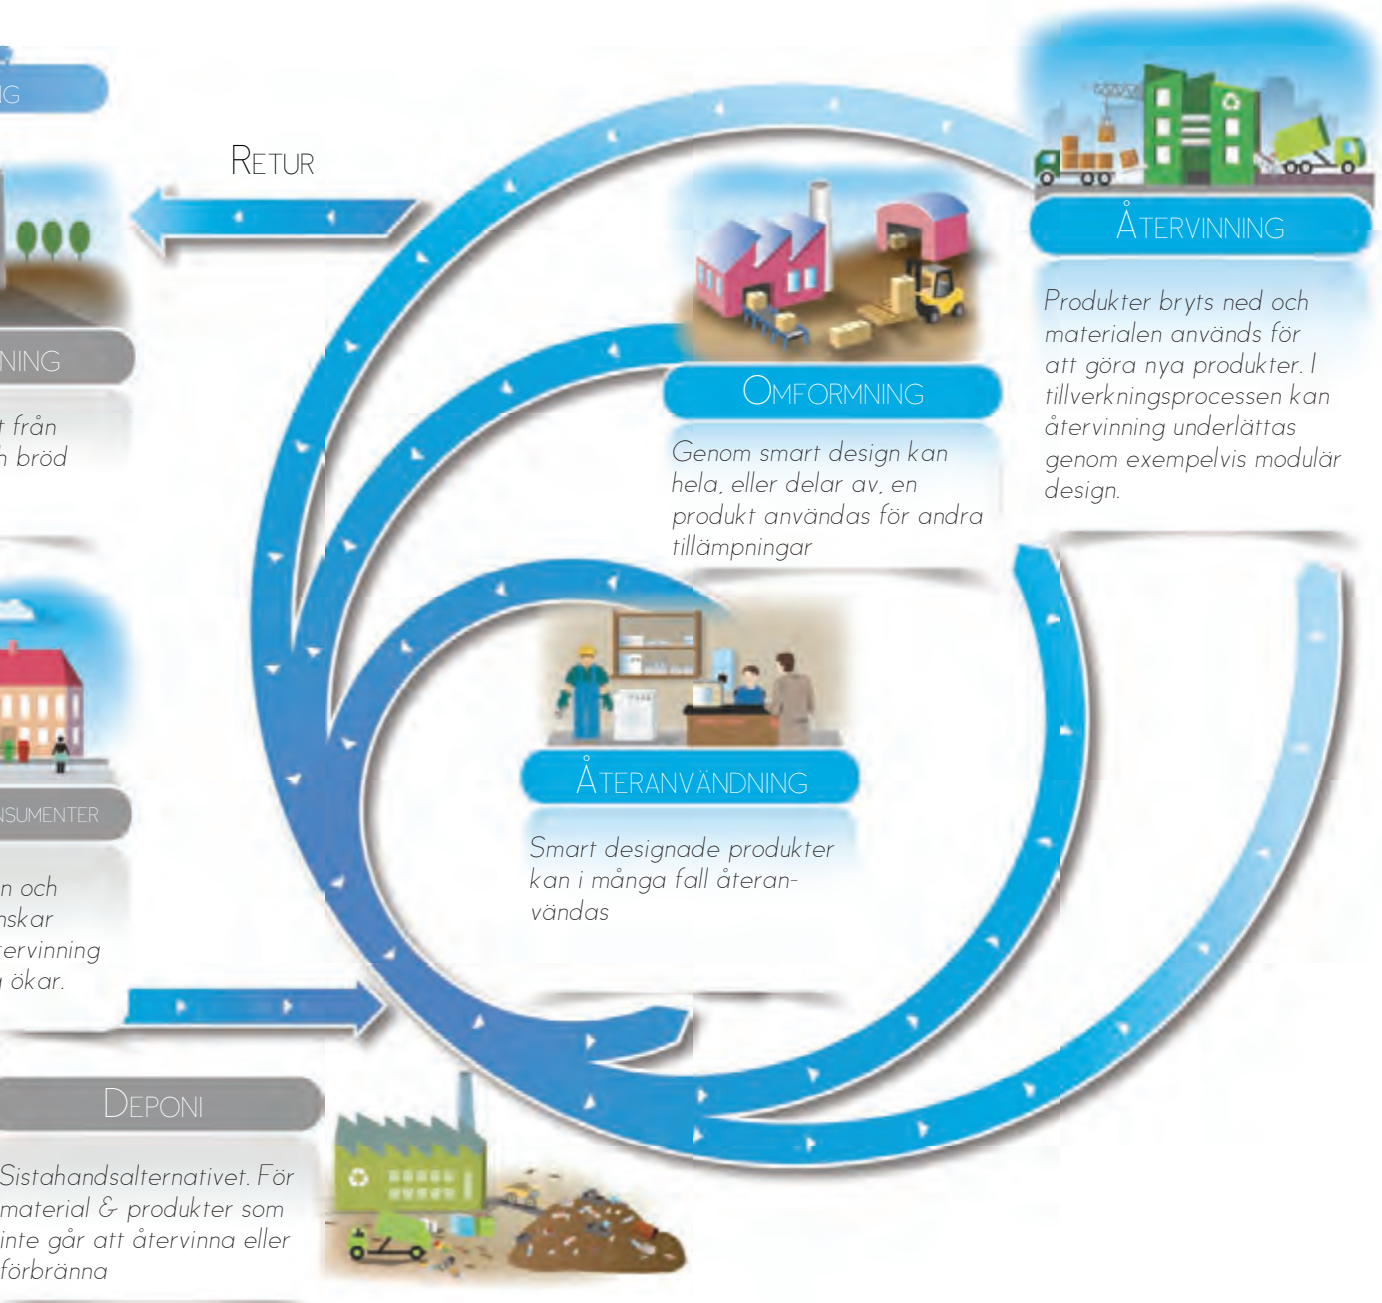 RETUR
ÅTERVINNING
Produkter bryts ned och
materialen används för
att göra nya produkter. I
tillverkningsprocessen kan
återvinning underlättas
genom exempelvis modulär
design.
OMFORMNING
Genom smart design kan
hela, eller delar av, en
produkt användas för andra
tillämpningar
ÅTERANVÄNDNING
Smart designade produkter
kan i många fall återan-
vändas
NING
från
bröd
NSUMENTER
och
nskar
tervinning
ökar.
DEPONI
Sistahandsalternativet. För
material & produkter som
inte går att återvinna eller
förbränna